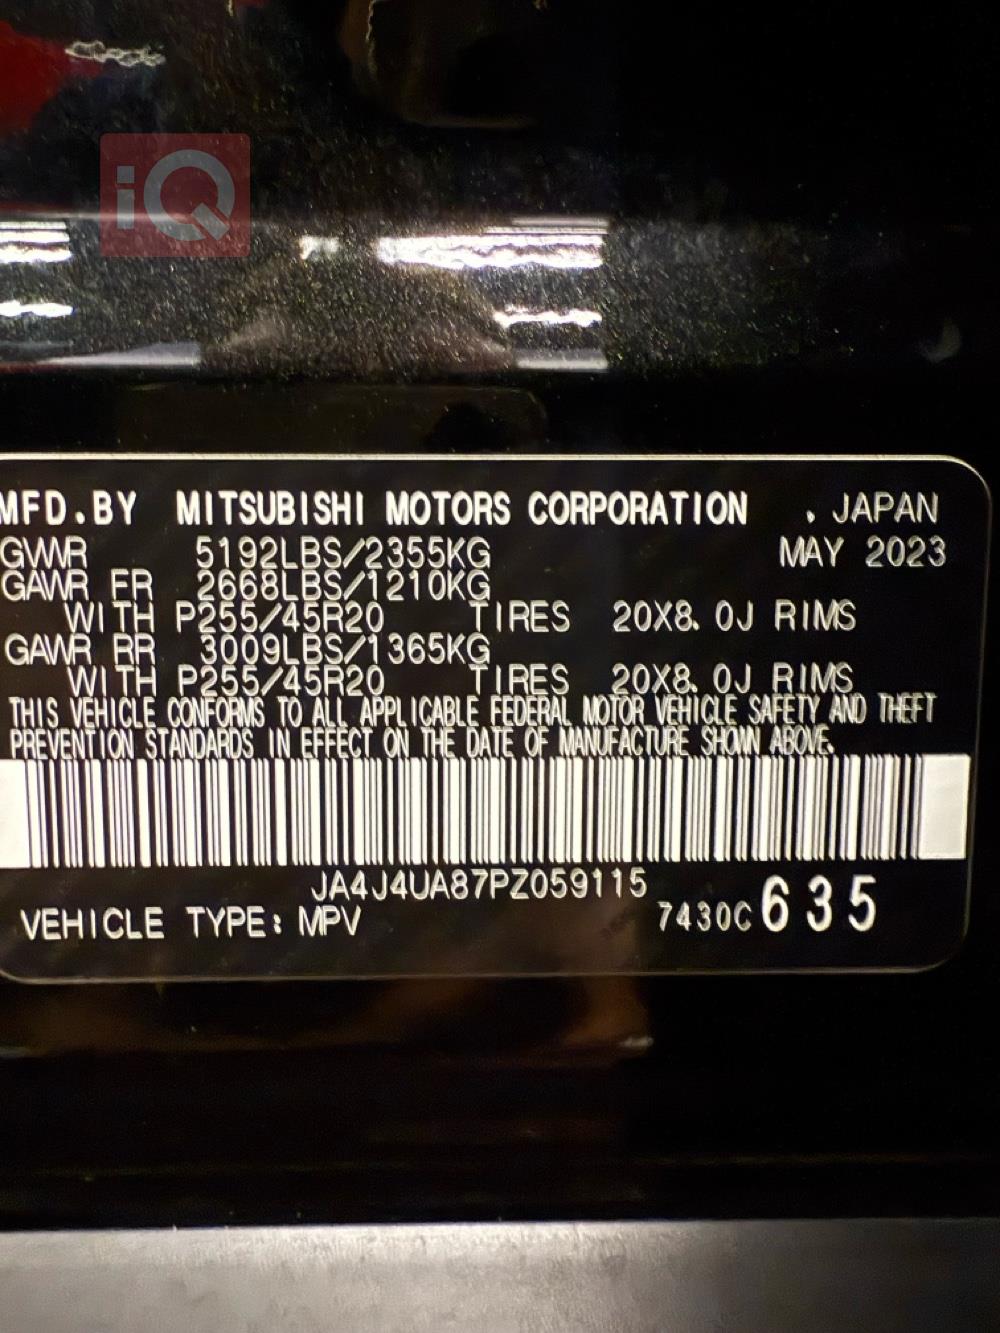 iQ
MFD.BY MITSUBISHI MOTORS CORPORATION . JAPAN
GVWR 5192LBS/2355KG MAY 2023
GAWR FR 2668LBS/1210KG
WITH P255/45R20 TIRES 20X8.0J RIMS
GAWR RR 3009LBS/1365KG
WITH P255/45R20 TIRES 20X8.0J RIMS
THIS VEHICLE CONFORMS TO ALL APPLICABLE FEDERAL MOTOR VEHICLE SAFETY AND THEFT
PREVENTION STANDARDS IN EFFECT ON THE DATE OF MANUFACTURE SHOWN ABOVE.
JA4J4UA87PZ059115
VEHICLE TYPE: MPV 7430C 635